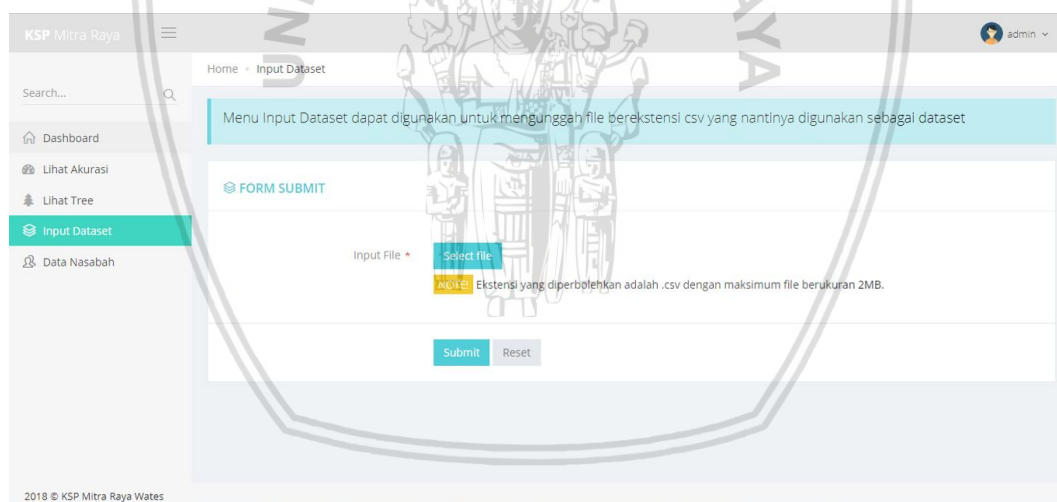 KSP Mitra Raya
admin
Home Input Dataset
Search...
Menu Input Dataset dapat digunakan untuk mengunggah file berekstensi csv yang nantinya digunakan sebagai dataset
Dashboard
Lihat Akurasi
Lihat Tree
Input Dataset
Data Nasabah
FORM SUBMIT
Input File *
Select file
NOTE! Ekstensi yang diperbolehkan adalah .csv dengan maksimum file berukuran 2MB.
Submit Reset
2018 © KSP Mitra Raya Wates